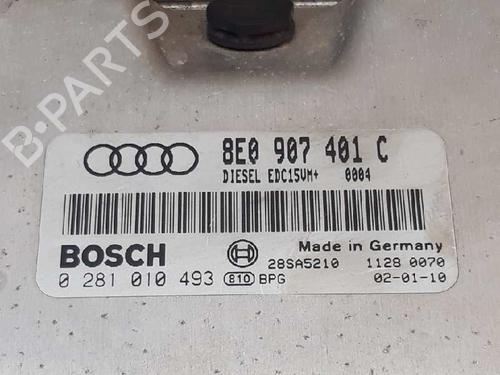 B-PARTS
8E0 907 401 C
DIESEL EDC15VM+ 0004
BOSCH
Made in Germany
28SA5210 1128 0070
0 281 010 493 810 BPG 02-01-10